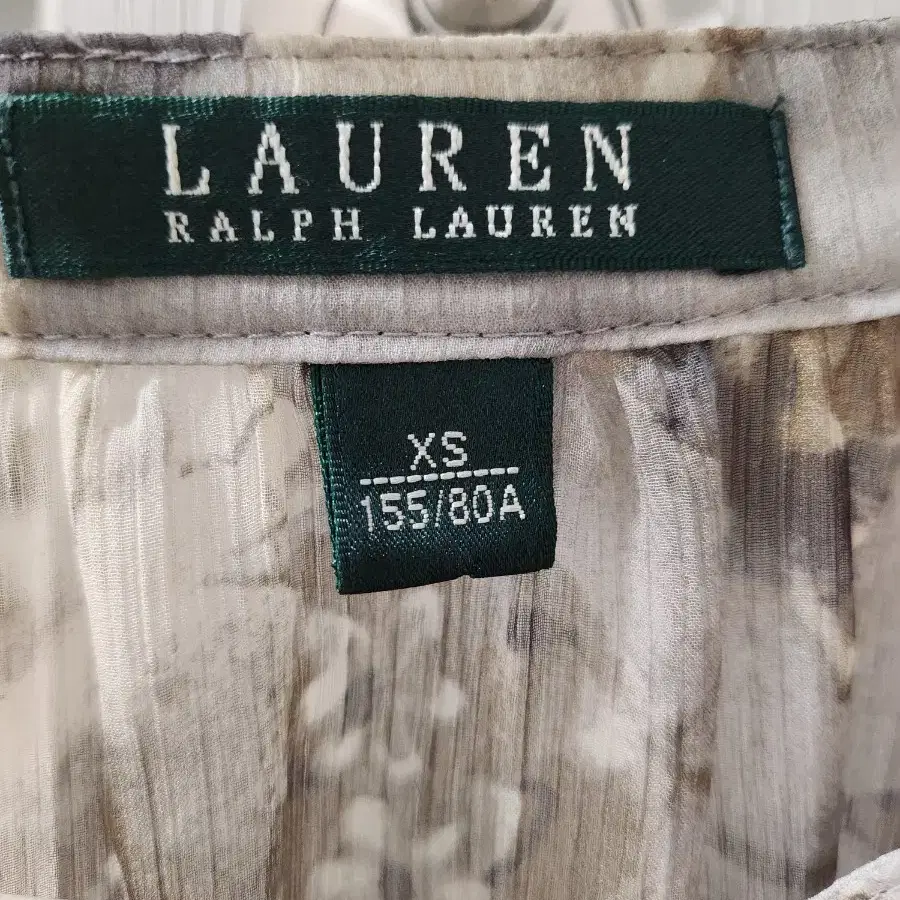 LAUREN
RALPH LAUREN
XS
155/80A